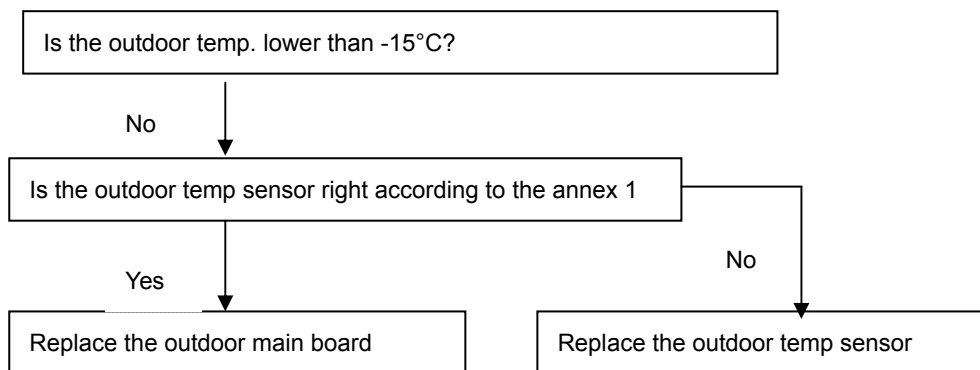 Is the outdoor temp. lower than -15°C?
No
Is the outdoor temp sensor right according to the annex 1
Yes
No
Replace the outdoor main board
Replace the outdoor temp sensor